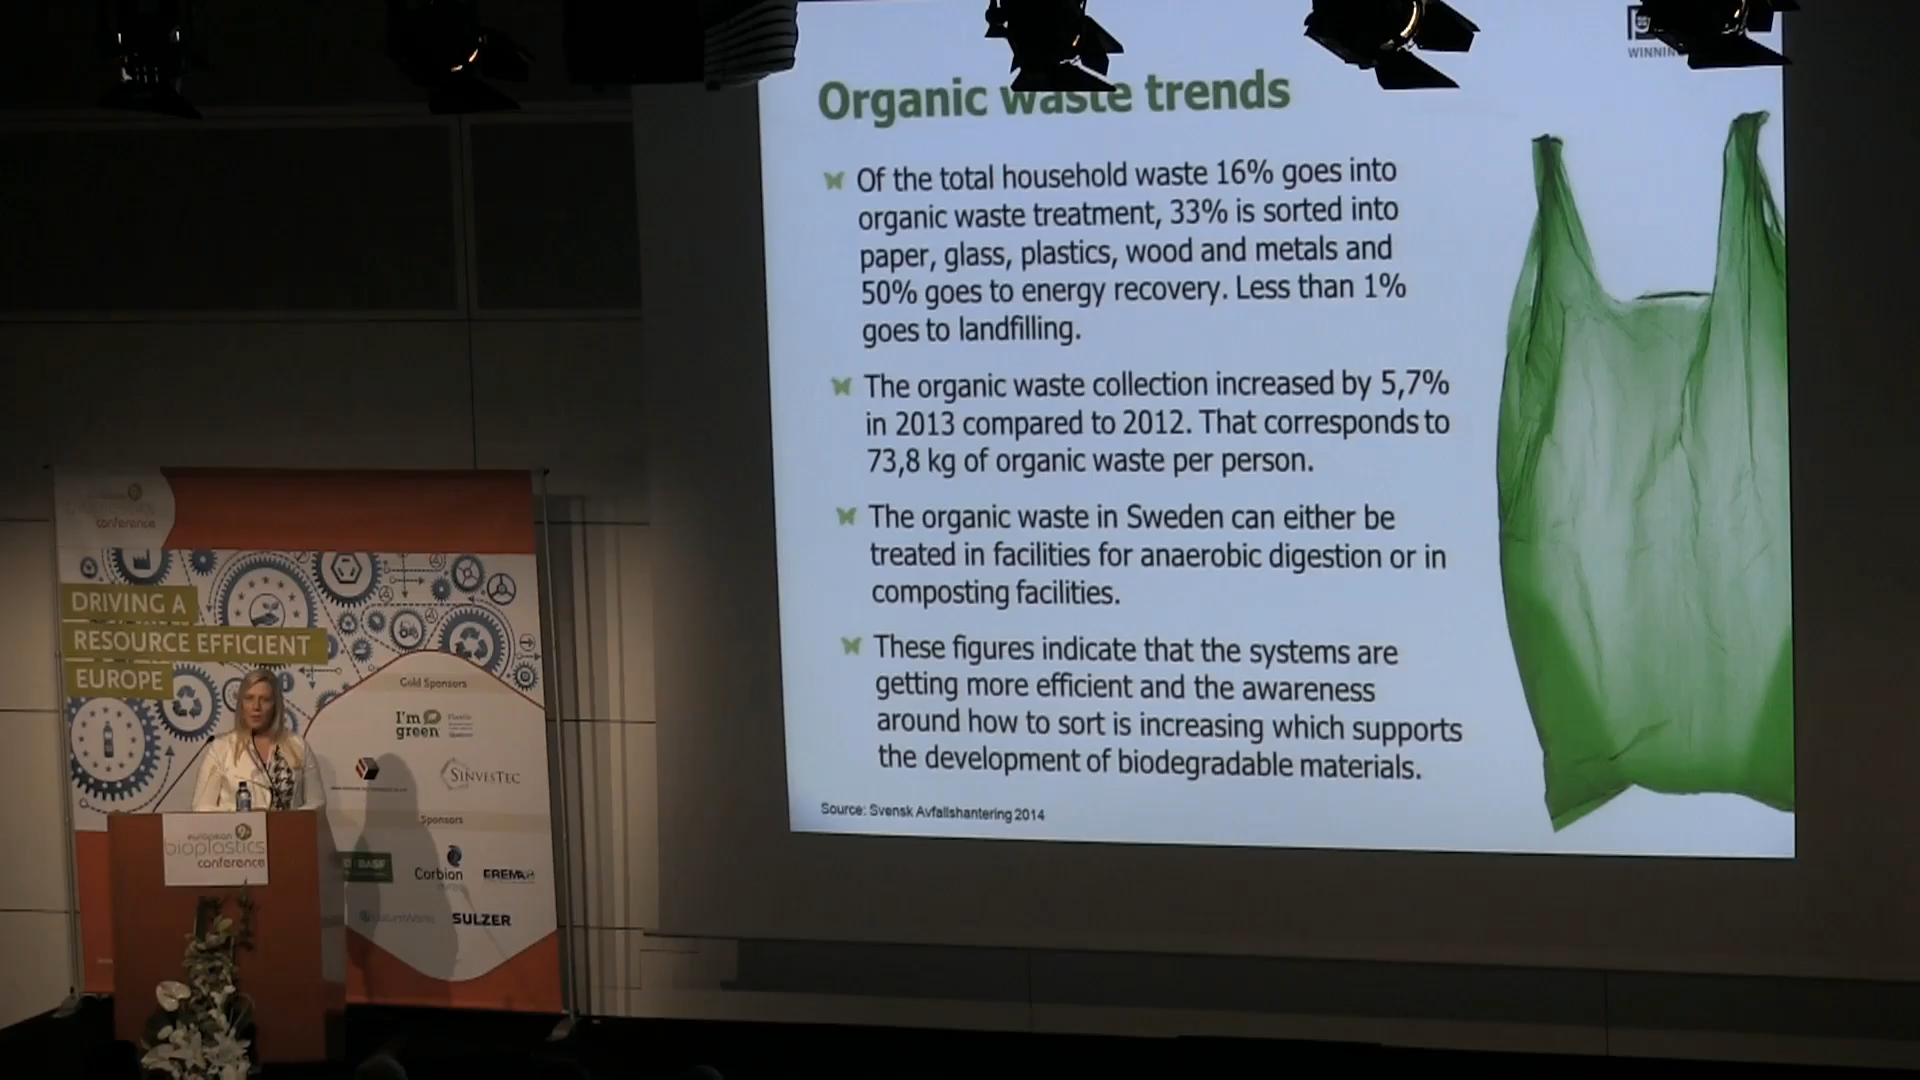 WINNIN
Organic waste trends
Of the total household waste 16% goes into
organic waste treatment, 33% is sorted into
paper, glass, plastics, wood and metals and
50% goes to energy recovery. Less than 1%
goes to landfilling.
The organic waste collection increased by 5,7%
in 2013 compared to 2012. That corresponds to
73,8 kg of organic waste per person.
The organic waste in Sweden can either be
treated in facilities for anaerobic digestion or in
composting facilities.
These figures indicate that the systems are
getting more efficient and the awareness
around how to sort is increasing which supports
the development of biodegradable materials.
Source: Svensk Avfallshantering 2014
conference
DRIVING A
RESOURCE EFFICIENT
EUROPE
Gold Sponsors
I'm
green
SINVESTEC
Sponsors
BASF
Corbion
EREMA
SULZER
european
bioplastics
conference